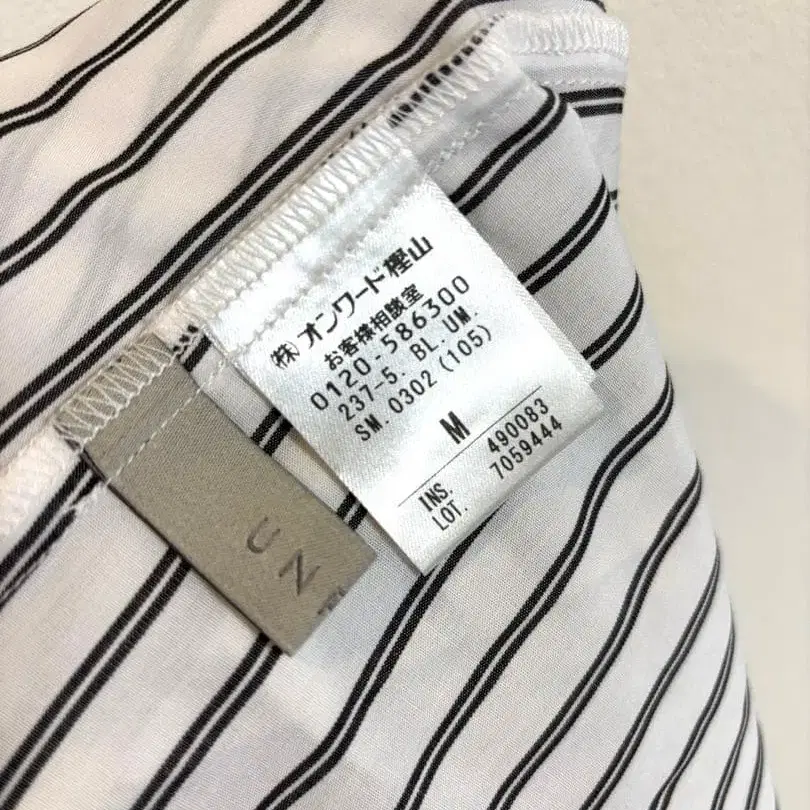 ㈱オンワード樫山
お客様相談室
0120-586300
237-5. BL. UM.
SM. 0302 (105)
M
INS. 490083
LOT. 7059444
UN